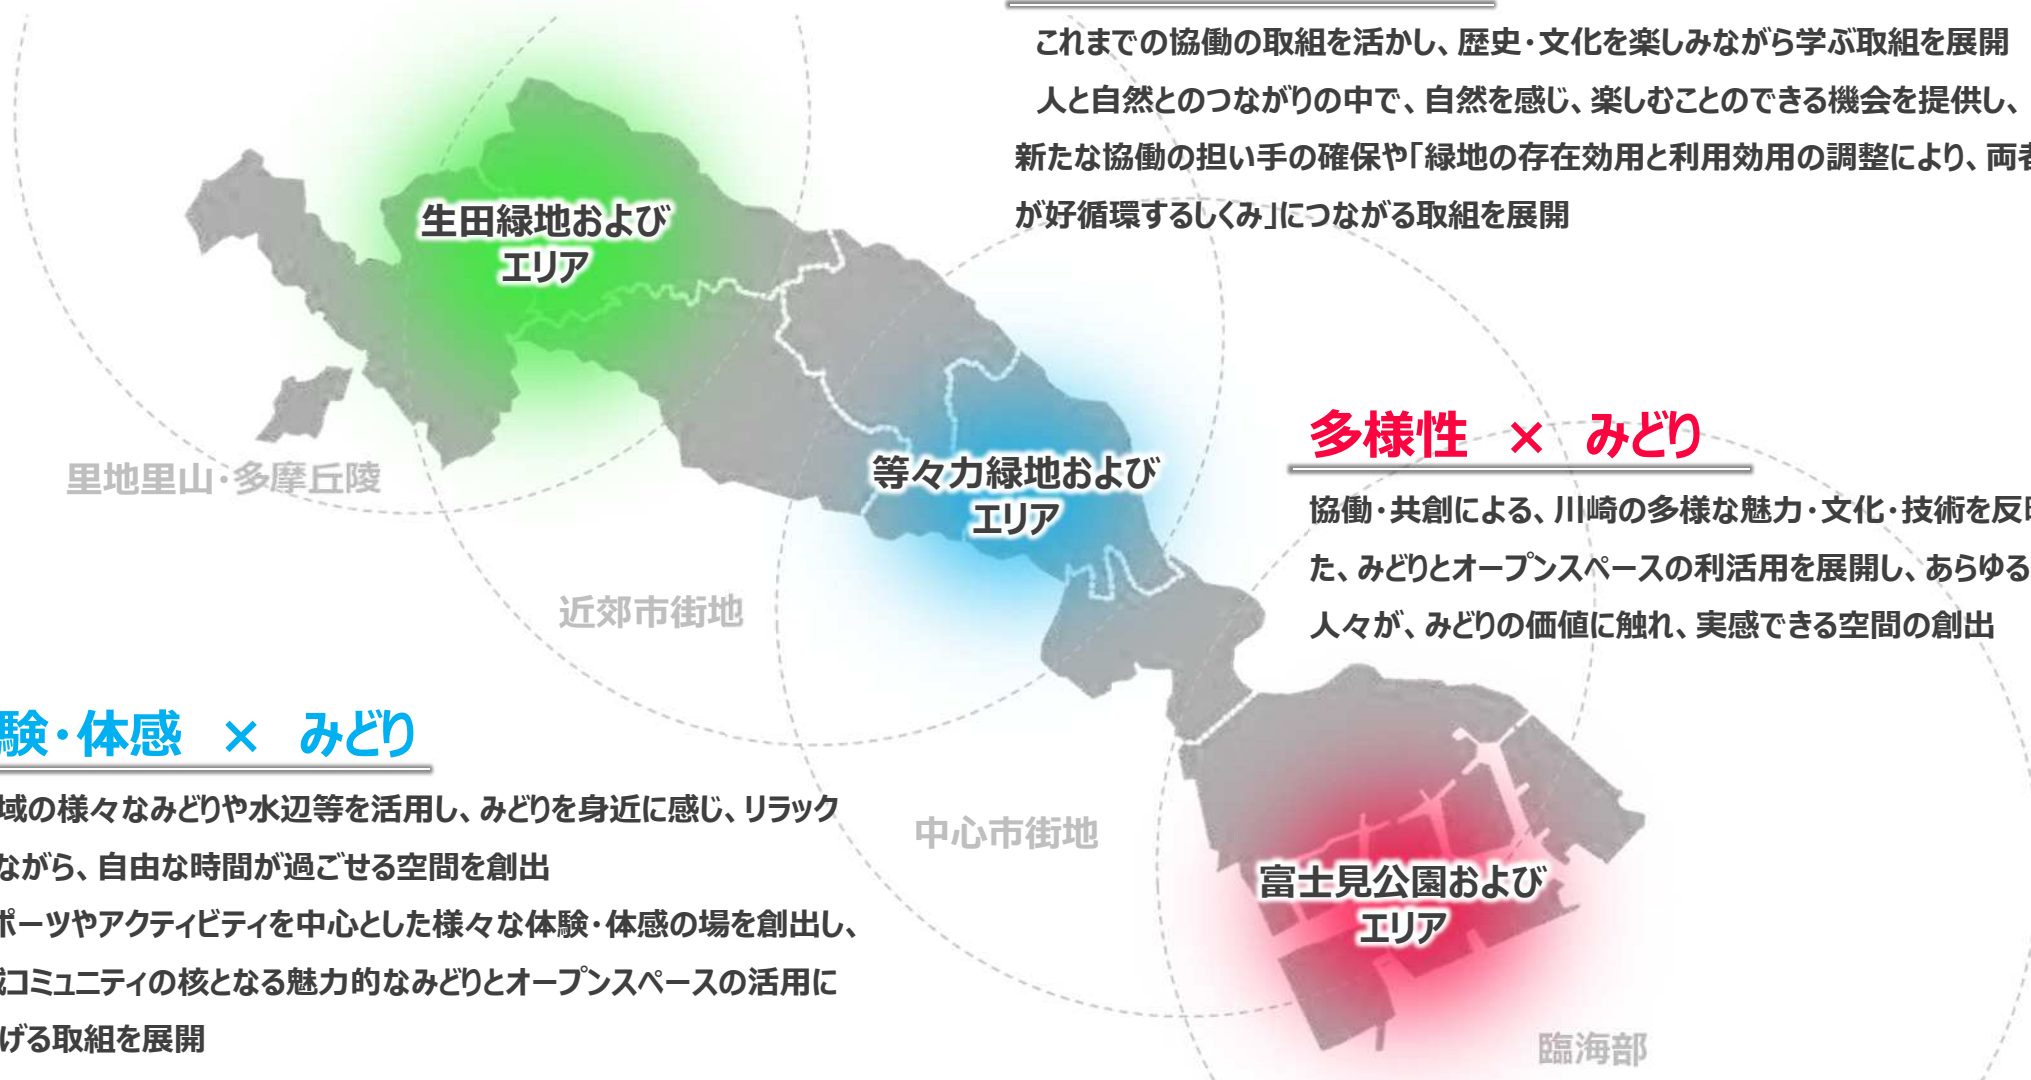 これまでの協働の取組を活かし、歴史・文化を楽しみながら学ぶ取組を展開
人と自然とのつながりの中で、自然を感じ、楽しむことのできる機会を提供し、
新たな協働の担い手の確保や「緑地の存在効用と利用効用の調整により、両者
が好循環するしくみ」につながる取組を展開
生田緑地および
エリア
里地里山・多摩丘陵
等々力緑地および
エリア
多様性 × みどり
協働・共創による、川崎の多様な魅力・文化・技術を反
た、みどりとオープンスペースの利活用を展開し、あらゆる
人々が、みどりの価値に触れ、実感できる空間の創出
近郊市街地
験・体感 × みどり
域の様々なみどりや水辺等を活用し、みどりを身近に感じ、リラック
ながら、自由な時間が過ごせる空間を創出
ポーツやアクティビティを中心とした様々な体験・体感の場を創出し、
コミュニティの核となる魅力的なみどりとオープンスペースの活用に
げる取組を展開
中心市街地
富士見公園および
エリア
臨海部